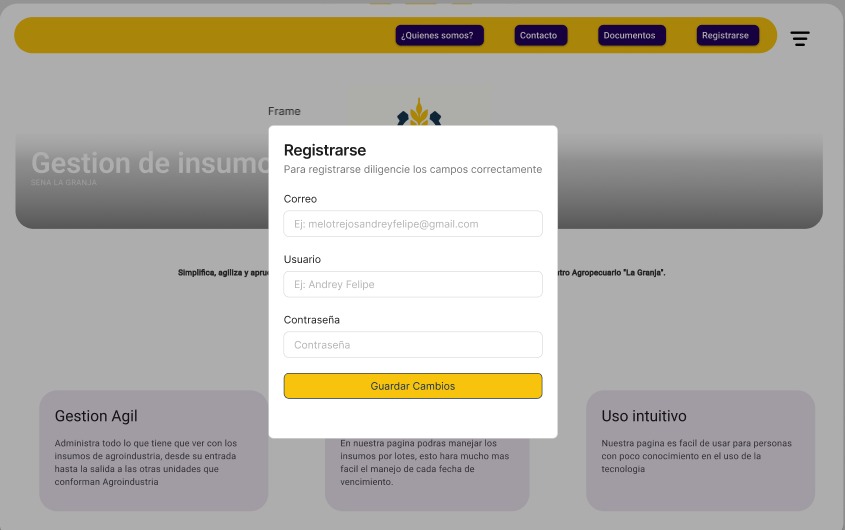 ¿Quienes somos?
Contacto
Documentos
Registrarse
Frame
Gestion de insumo
SENA LA GRANJA
Registrarse
Para registrarse diligencie los campos correctamente
Correo
Ej: melotrejosandreyfelipe@gmail.com
Usuario
Ej: Andrey Felipe
Contraseña
Contraseña
Guardar Cambios
Simplifica, agiliza y aprue
tro Agropecuario "La Granja".
Gestion Agil
Administra todo lo que tiene que ver con los
insumos de agroindustria, desde su entrada
hasta la salida a las otras unidades que
conforman Agroindustria
En nuestra pagina podras manejar los
insumos por lotes, esto hara mucho mas
facil el manejo de cada fecha de
vencimiento.
Uso intuitivo
Nuestra pagina es facil de usar para personas
con poco conocimiento en el uso de la
tecnologia